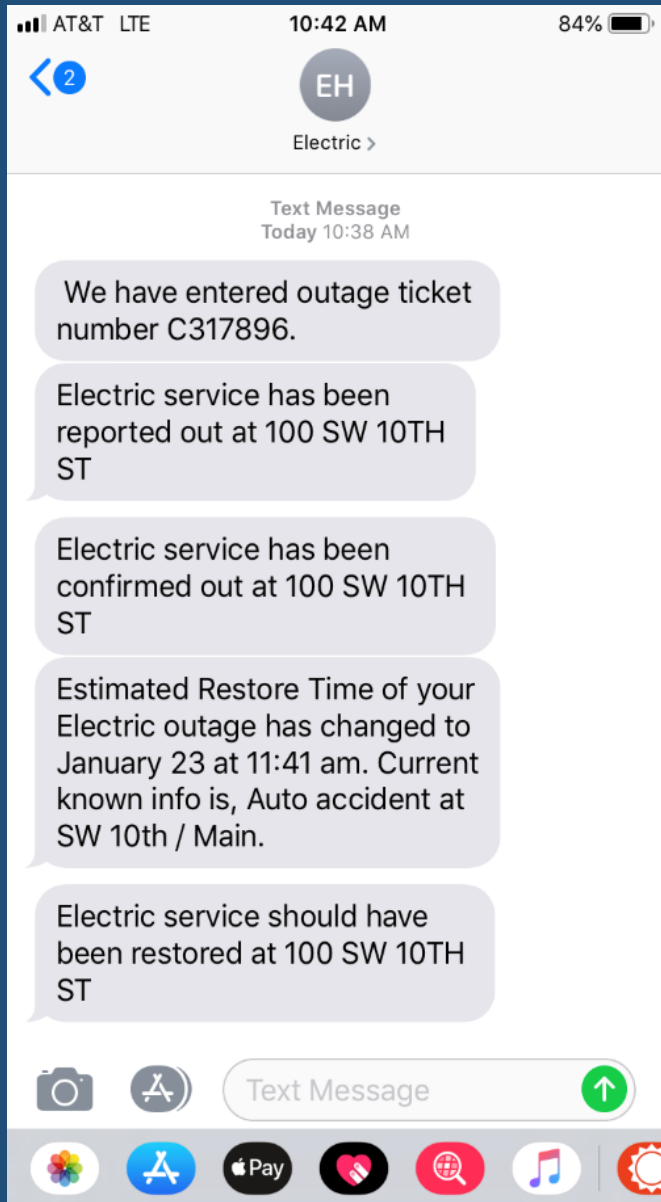 AT&T LTE 10:42 AM 84%
2
EH
Electric >
Text Message
Today 10:38 AM
We have entered outage ticket
number C317896.
Electric service has been
reported out at 100 SW 10TH
ST
Electric service has been
confirmed out at 100 SW 10TH
ST
Estimated Restore Time of your
Electric outage has changed to
January 23 at 11:41 am. Current
known info is, Auto accident at
SW 10th / Main.
Electric service should have
been restored at 100 SW 10TH
ST
Text Message
Pay